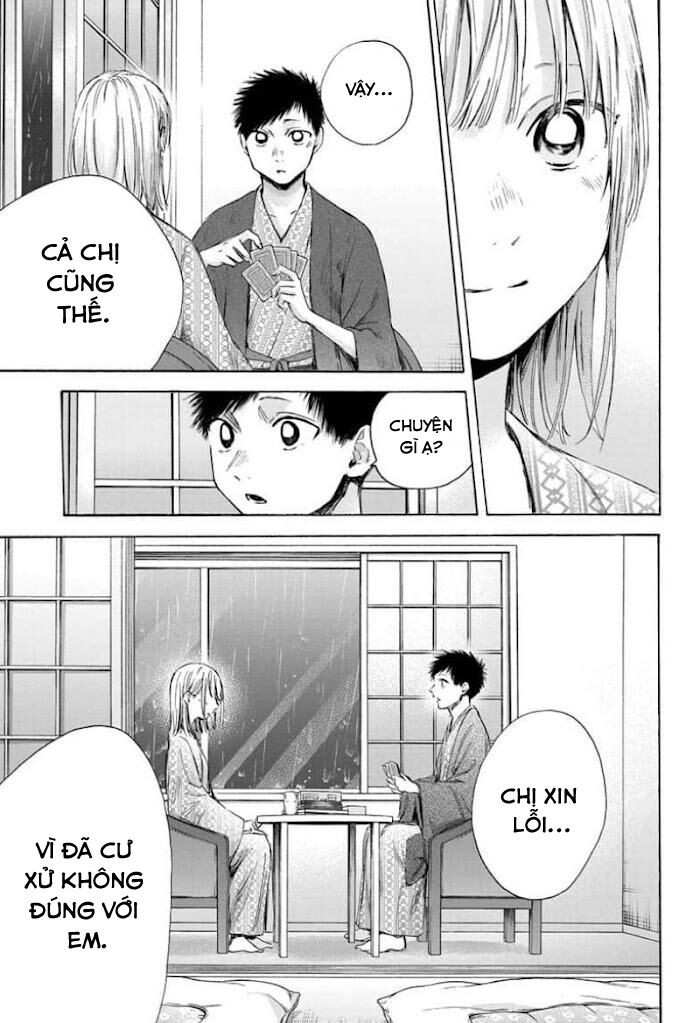 VẬY...
CẢ CHỊ
CŨNG
THẾ.
CHUYỆN
GÌ Ạ?
CHỊ XIN
LỖI...
VÌ ĐÃ CƯ
XỬ KHÔNG
ĐÚNG VỚI
EM.